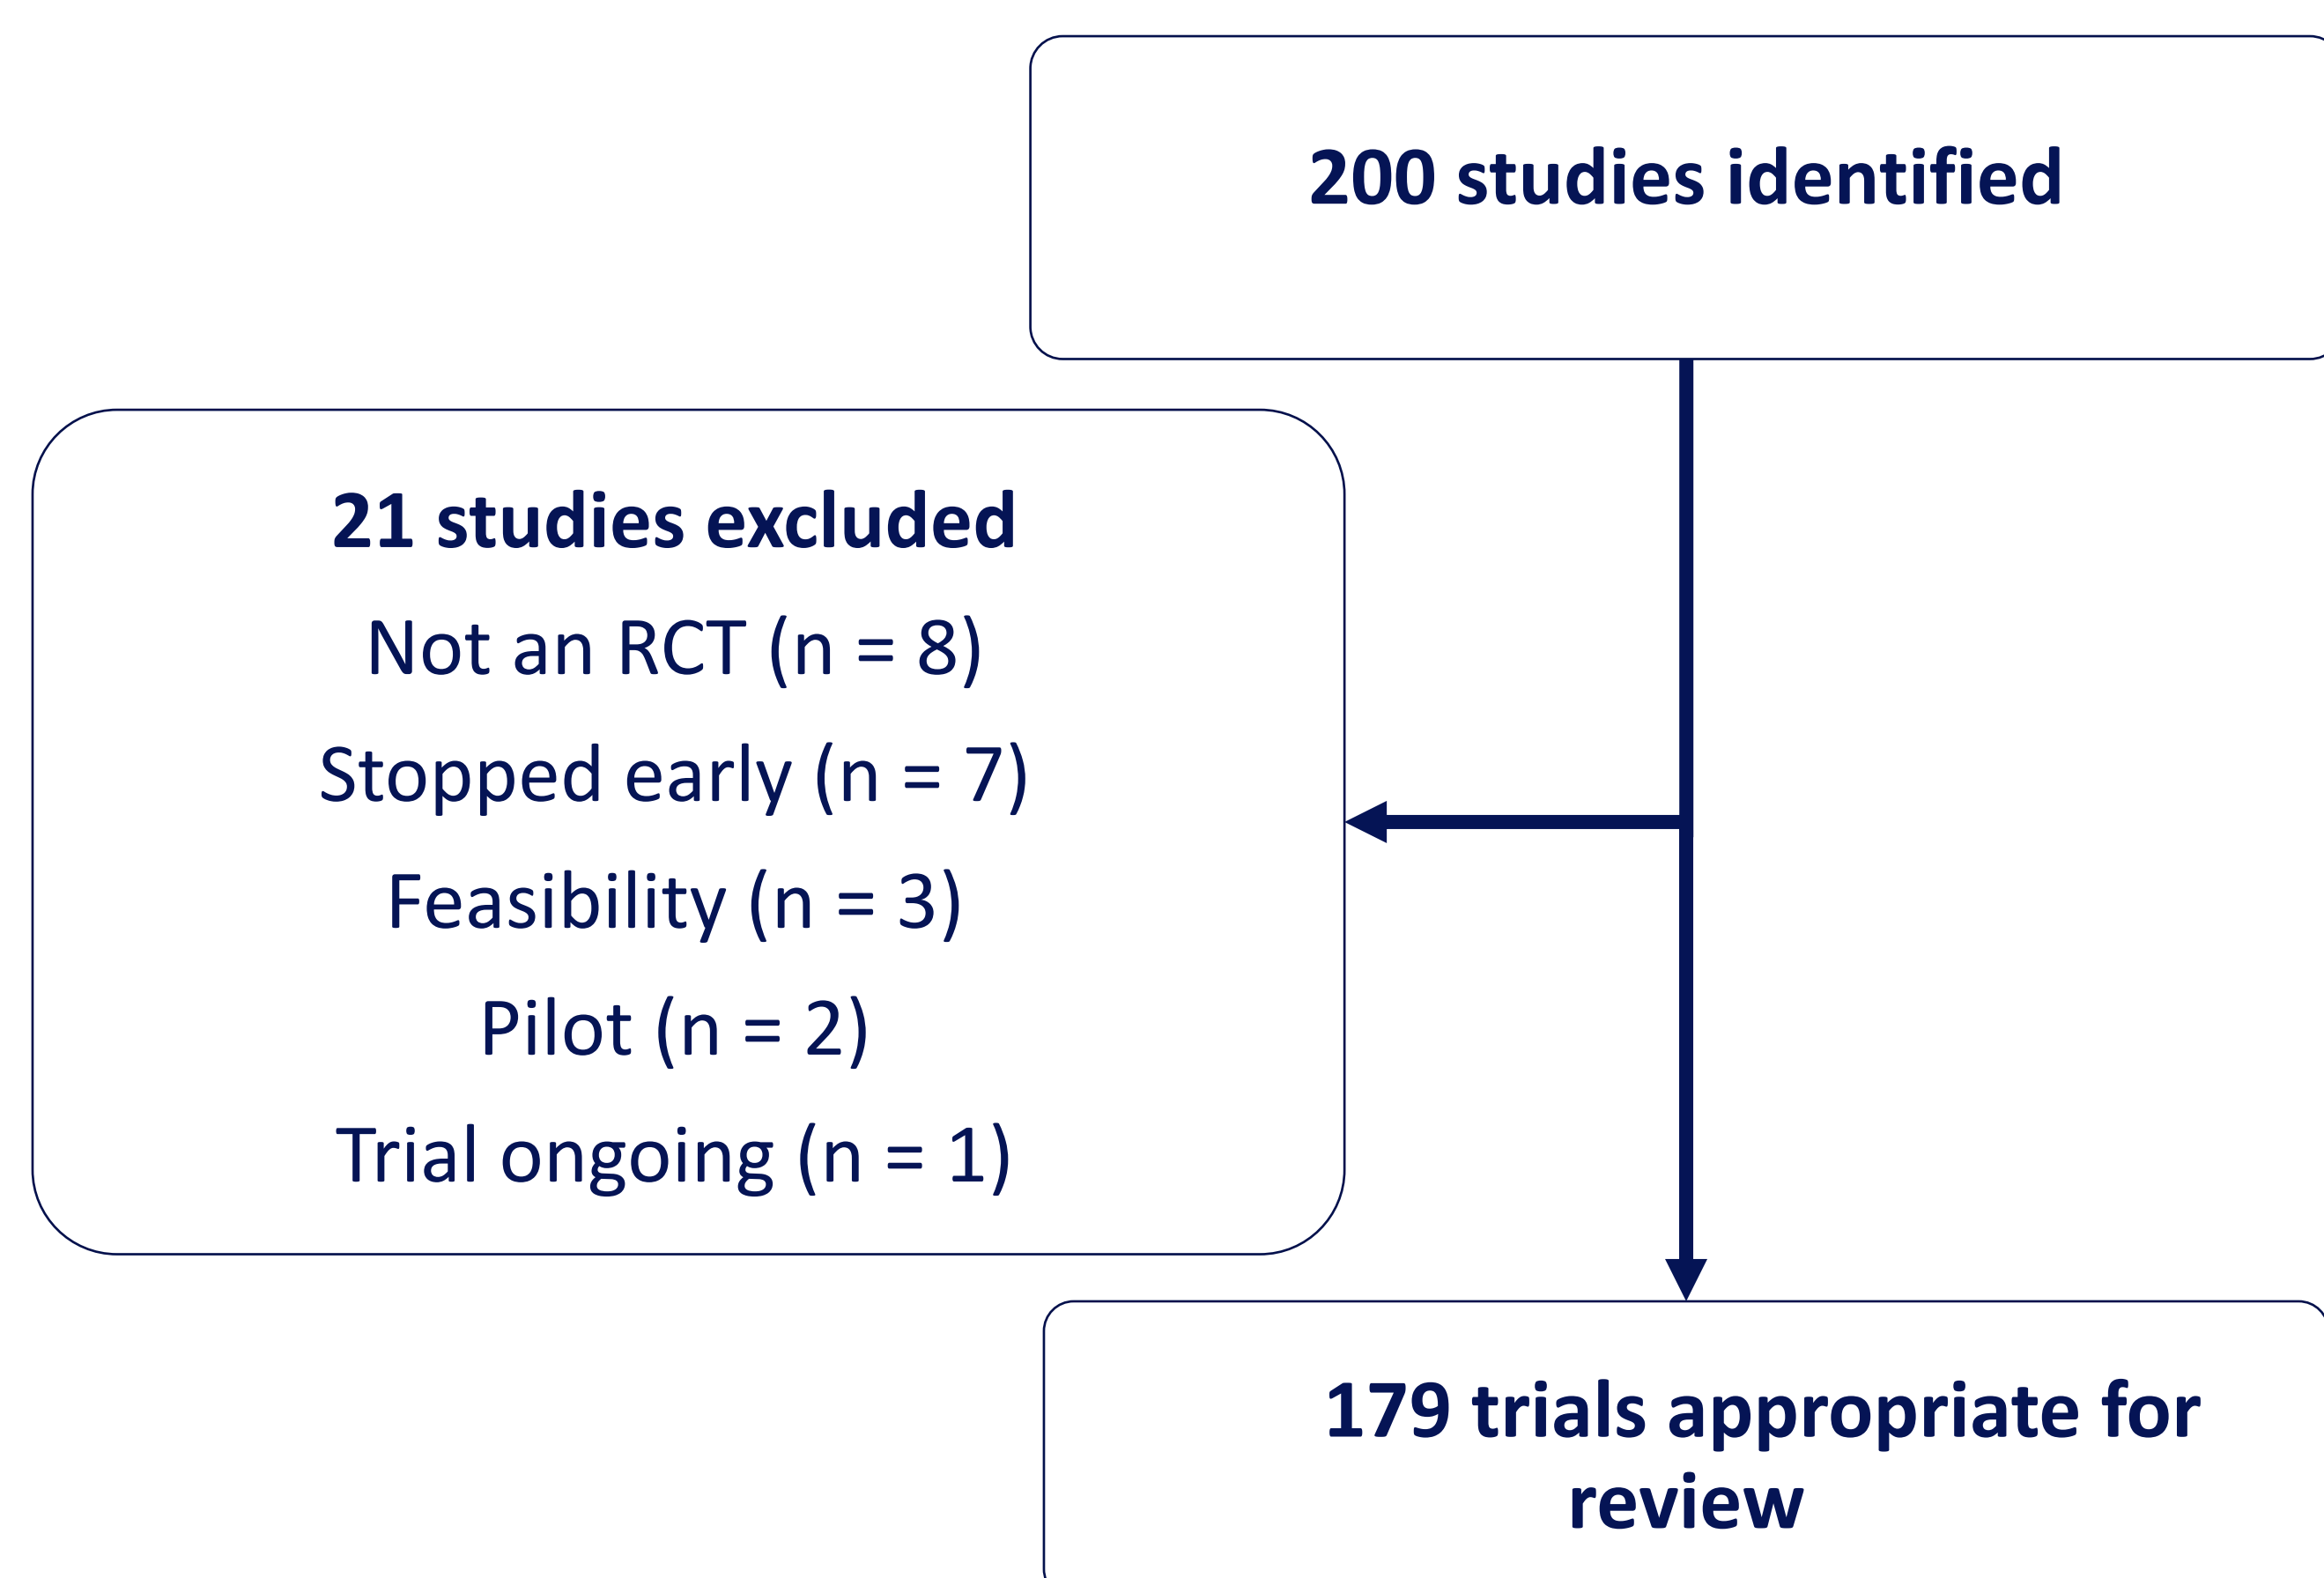 200 studies identified
21 studies excluded
Not an RCT (n = 8)
Stopped early (n = 7)
Feasibility (n = 3)
Pilot (n = 2)
Trial ongoing (n = 1)
179 trials appropriate for
review